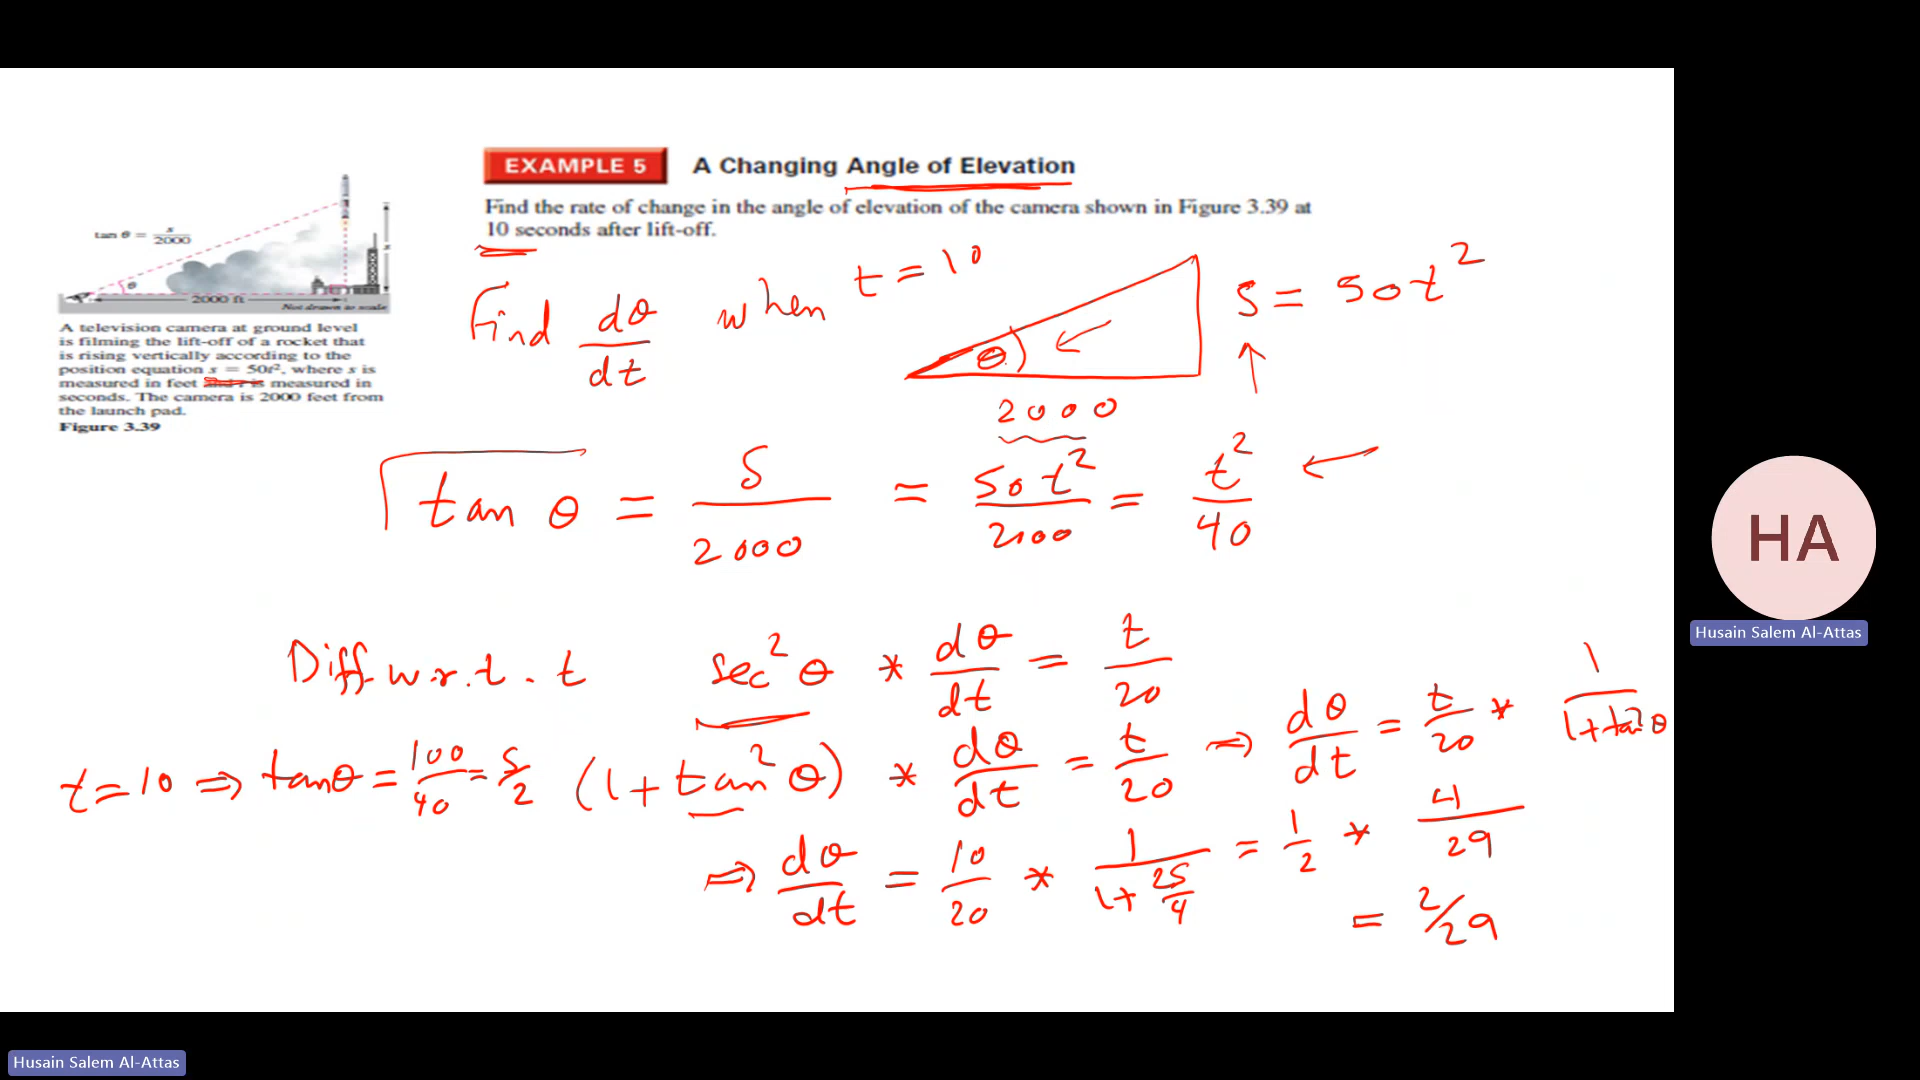 EXAMPLE 5 A Changing Angle of Elevation
Find the rate of change in the angle of elevation of the camera shown in Figure 3.39 at
10 seconds after lift-off.
tan θ = s/2000
θ
s
2000 ft
Not drawn to scale
A television camera at ground level
is filming the lift-off of a rocket that
is rising vertically according to the
position equation s = 50t², where s is
measured in feet and t is measured in
seconds. The camera is 2000 feet from
the launch pad.
Figure 3.39
Find dθ/dt when t = 10
θ
2000
S = 50t²
tan θ = S/2000 = 50t²/2000 = t²/40
Diff w.r.t. t sec² θ * dθ/dt = t/20
t = 10 ⇒ tanθ = 100/40 = 5/2 (1 + tan² θ) * dθ/dt = t/20 ⇒ dθ/dt = t/20 * 1/(1+tan²θ)
⇒ dθ/dt = 10/20 * 1/(1+25/4) = 1/2 * 4/29
= 2/29
HA
Husain Salem Al-Attas
Husain Salem Al-Attas